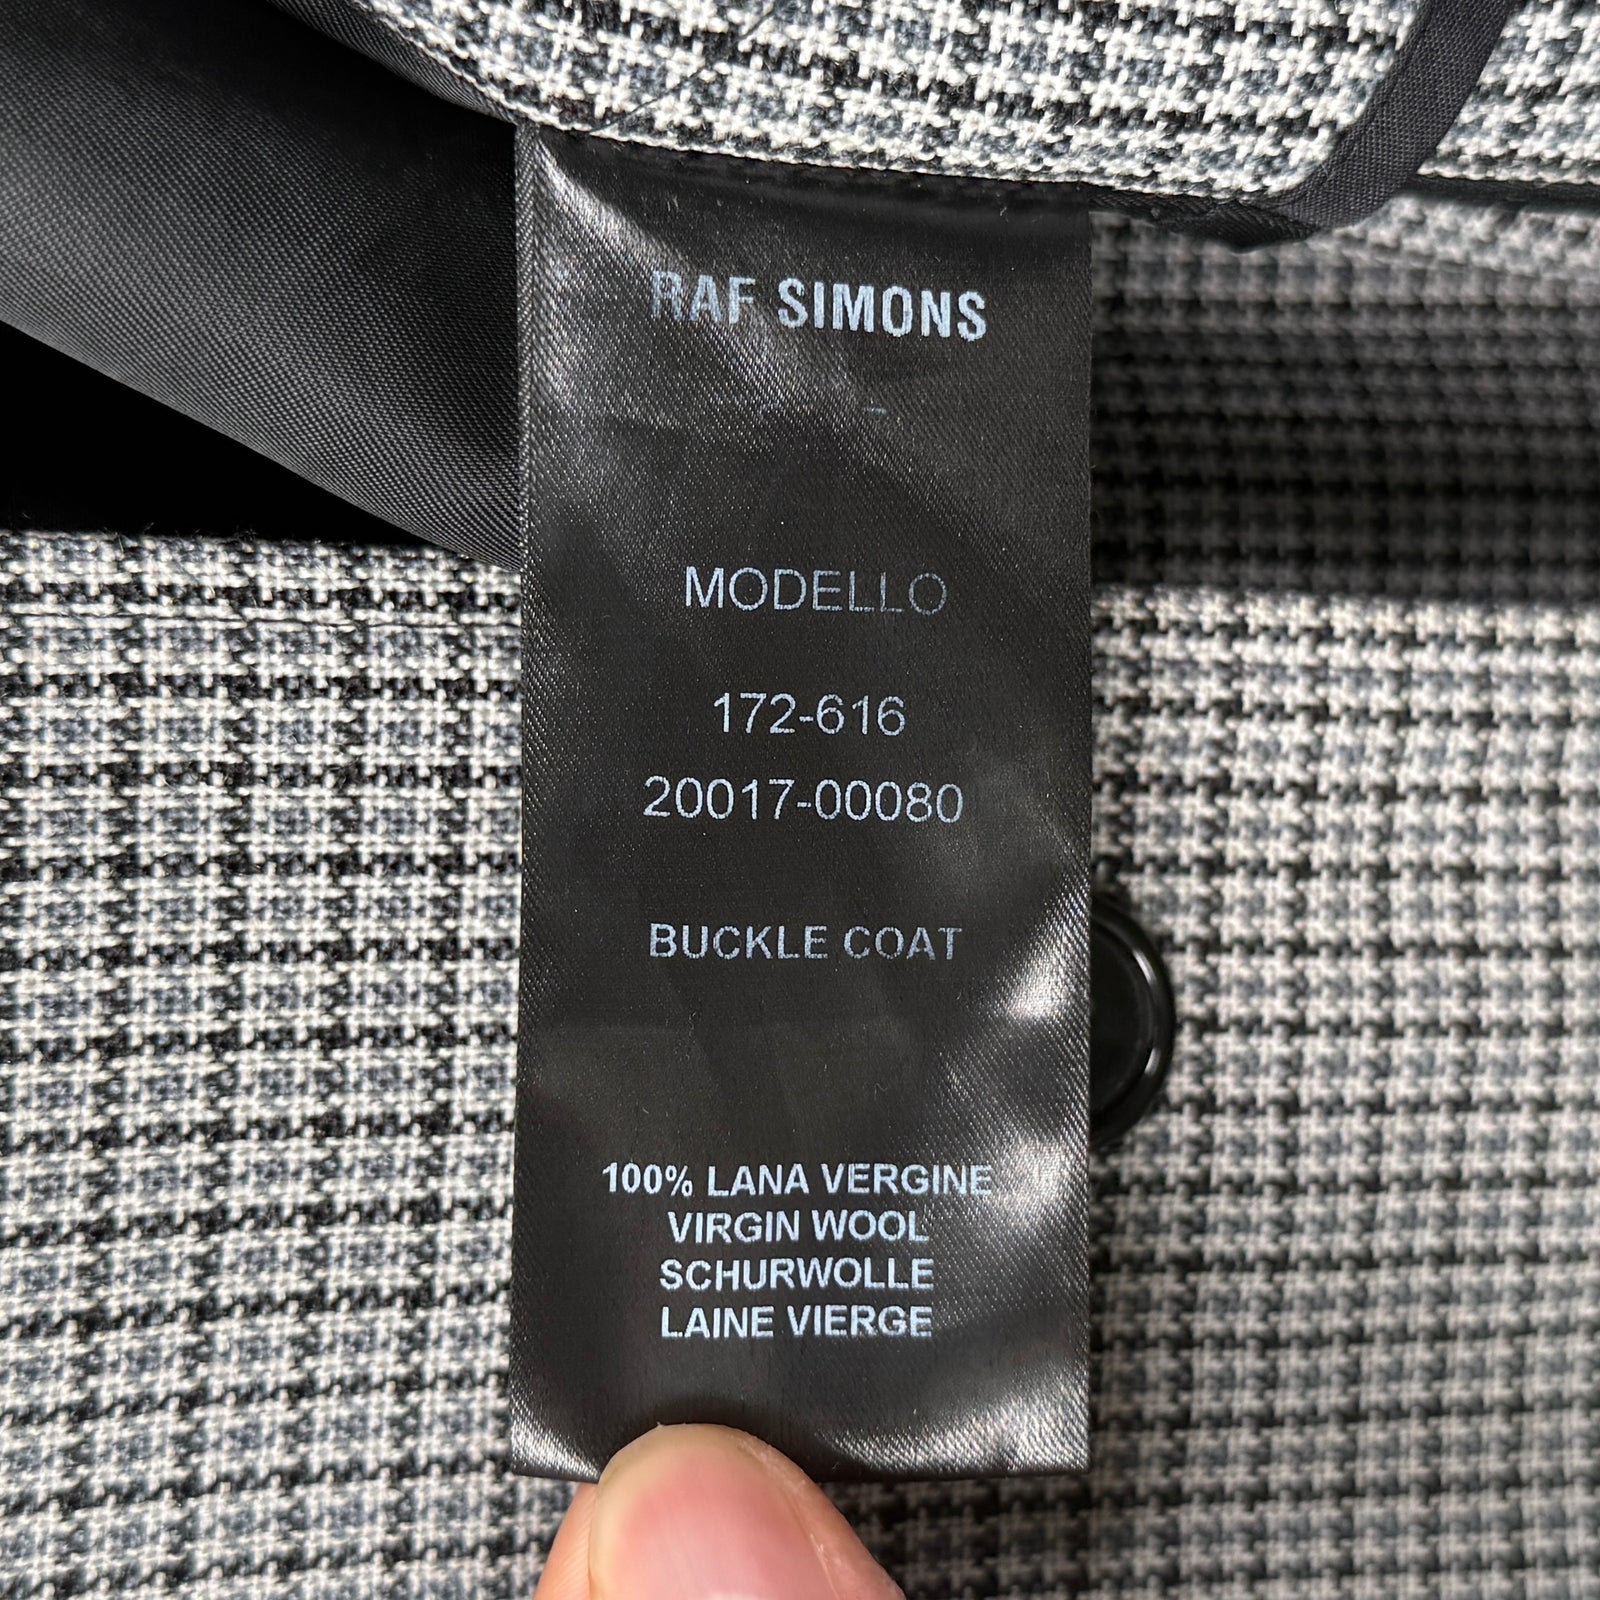 RAF SIMONS
MODELLO
172-616
20017-00080
BUCKLE COAT
100% LANA VERGINE
VIRGIN WOOL
SCHURWOLLE
LAINE VIERGE